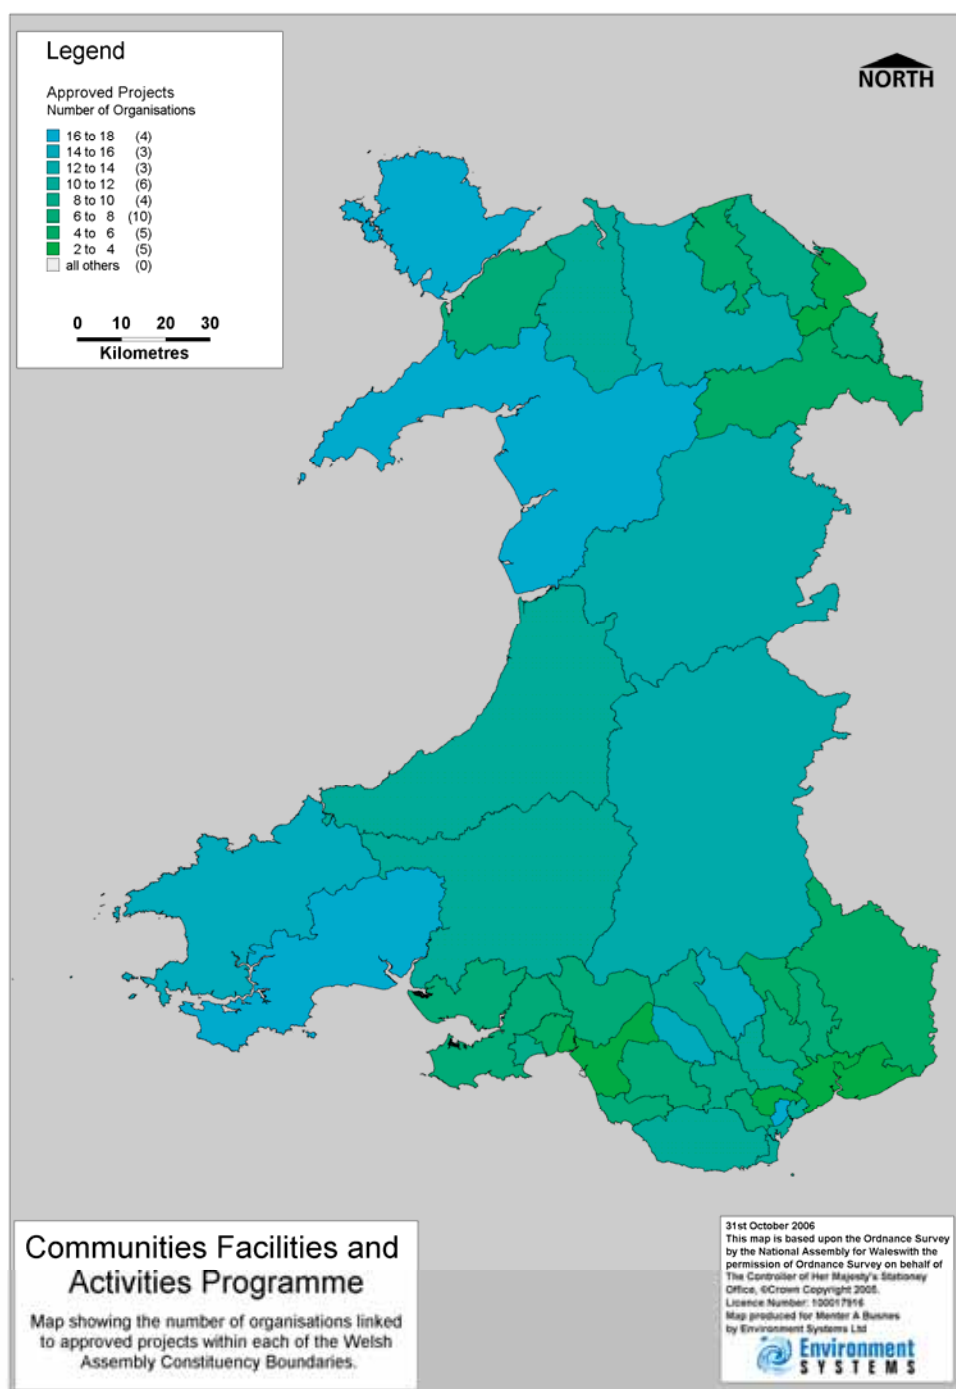 Legend
NORTH
Approved Projects
Number of Organisations
16 to 18 (4)
14 to 16 (3)
12 to 14 (3)
10 to 12 (6)
8 to 10 (4)
6 to 8 (10)
4 to 6 (5)
2 to 4 (5)
all others (0)
0 10 20 30
Kilometres
Communities Facilities and
Activities Programme
Map showing the number of organisations linked
to approved projects within each of the Welsh
Assembly Constituency Boundaries.
31st October 2006
This map is based upon the Ordnance Survey
by the National Assembly for Waleswith the
permission of Ordnance Survey on behalf of
The Controller of Her Majesty's Stationey
Office, ©Crown Copyright 2005.
Licence Number: 100017916
Map produced for Menter A Busnes
by Environment Systems Ltd
Environment
SYSTEMS